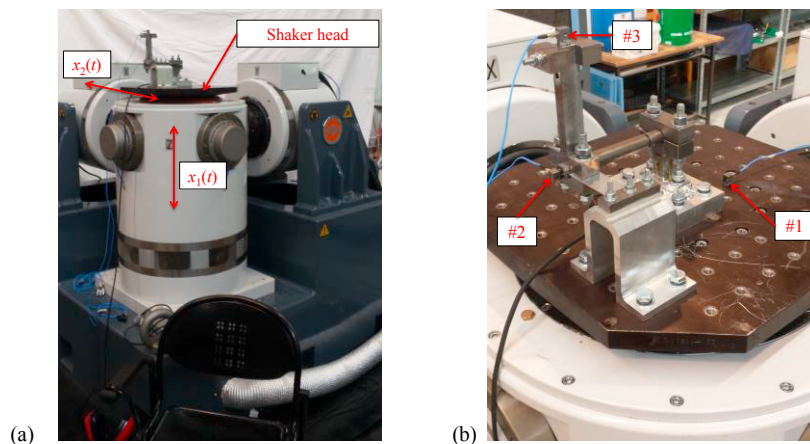 Shaker head
x₂(t)
x₁(t)
Z
(a)
X
#3
#2
#1
(b)